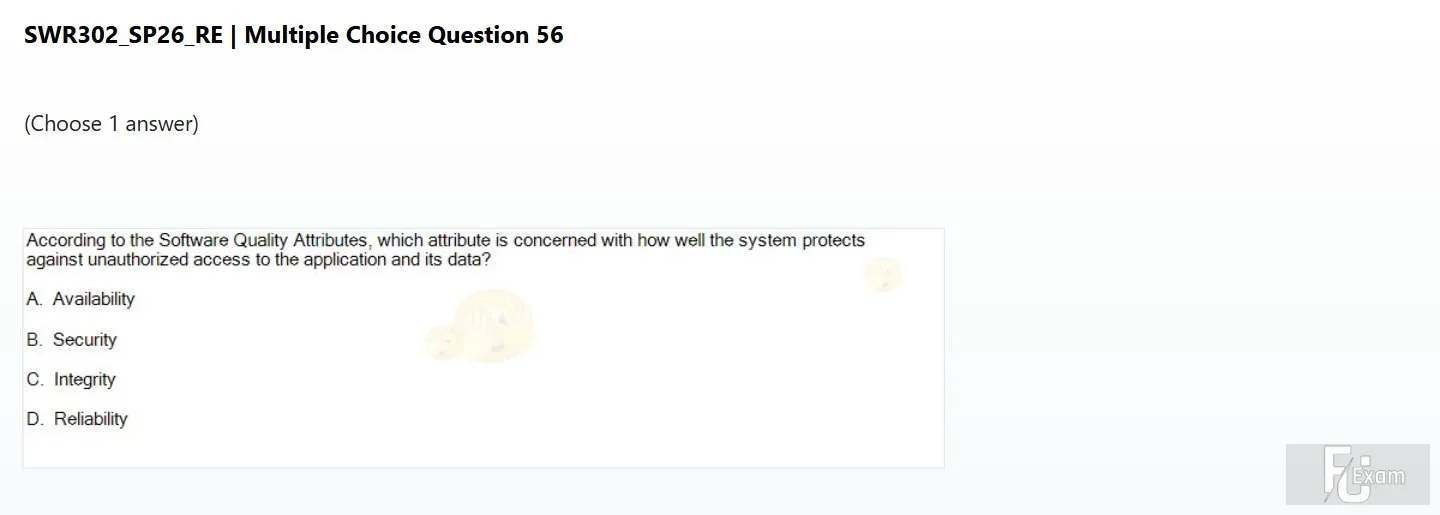 SWR302_SP26_RE | Multiple Choice Question 56
(Choose 1 answer)
According to the Software Quality Attributes, which attribute is concerned with how well the system protects
against unauthorized access to the application and its data?
A. Availability
B. Security
C. Integrity
D. Reliability
FU Exam